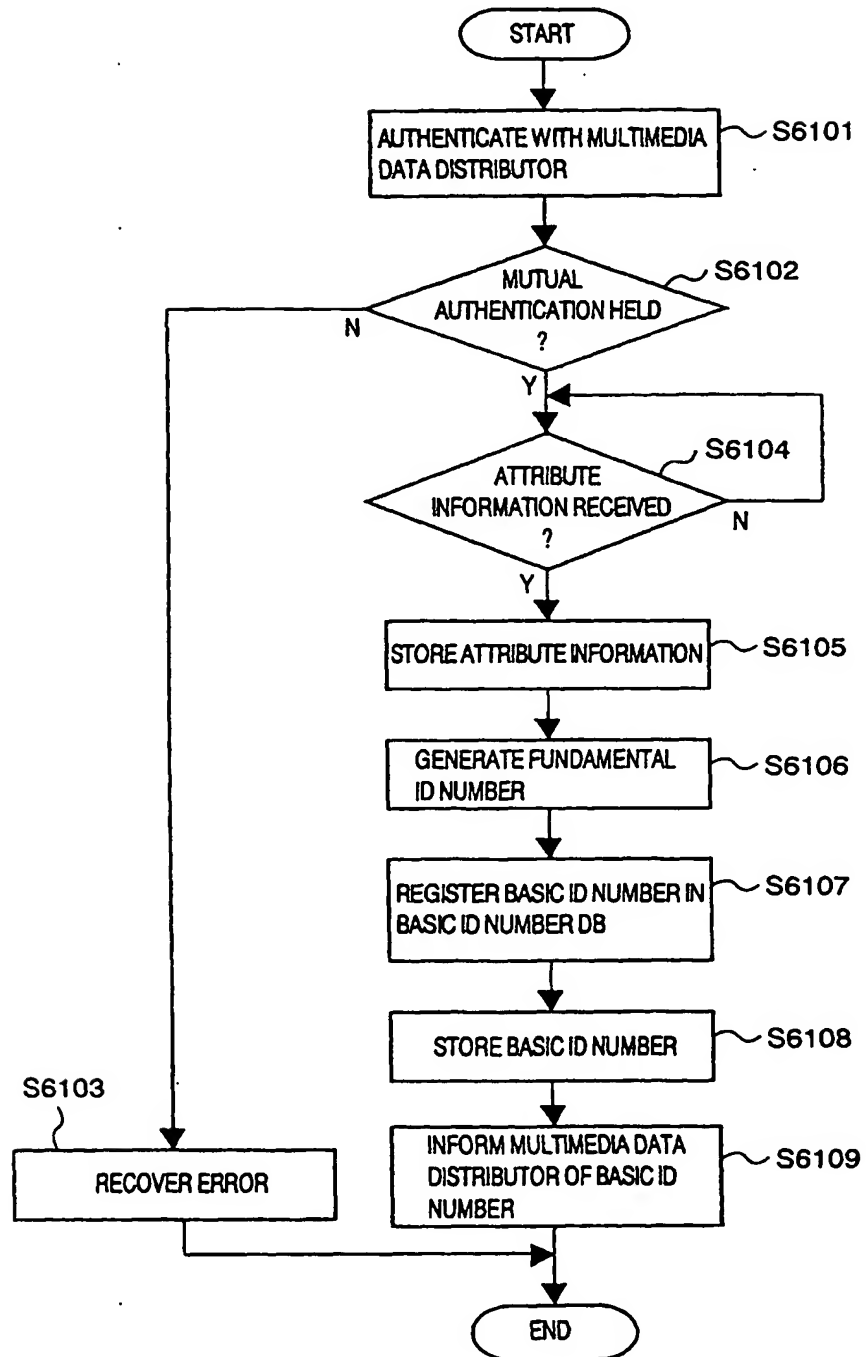 START
AUTHENTICATE WITH MULTIMEDIA
DATA DISTRIBUTOR
S6101
MUTUAL
AUTHENTICATION HELD
?
S6102
N
Y
ATTRIBUTE
INFORMATION RECEIVED
?
S6104
N
Y
STORE ATTRIBUTE INFORMATION
S6105
GENERATE FUNDAMENTAL
ID NUMBER
S6106
REGISTER BASIC ID NUMBER IN
BASIC ID NUMBER DB
S6107
STORE BASIC ID NUMBER
S6108
S6103
RECOVER ERROR
INFORM MULTIMEDIA DATA
DISTRIBUTOR OF BASIC ID
NUMBER
S6109
END